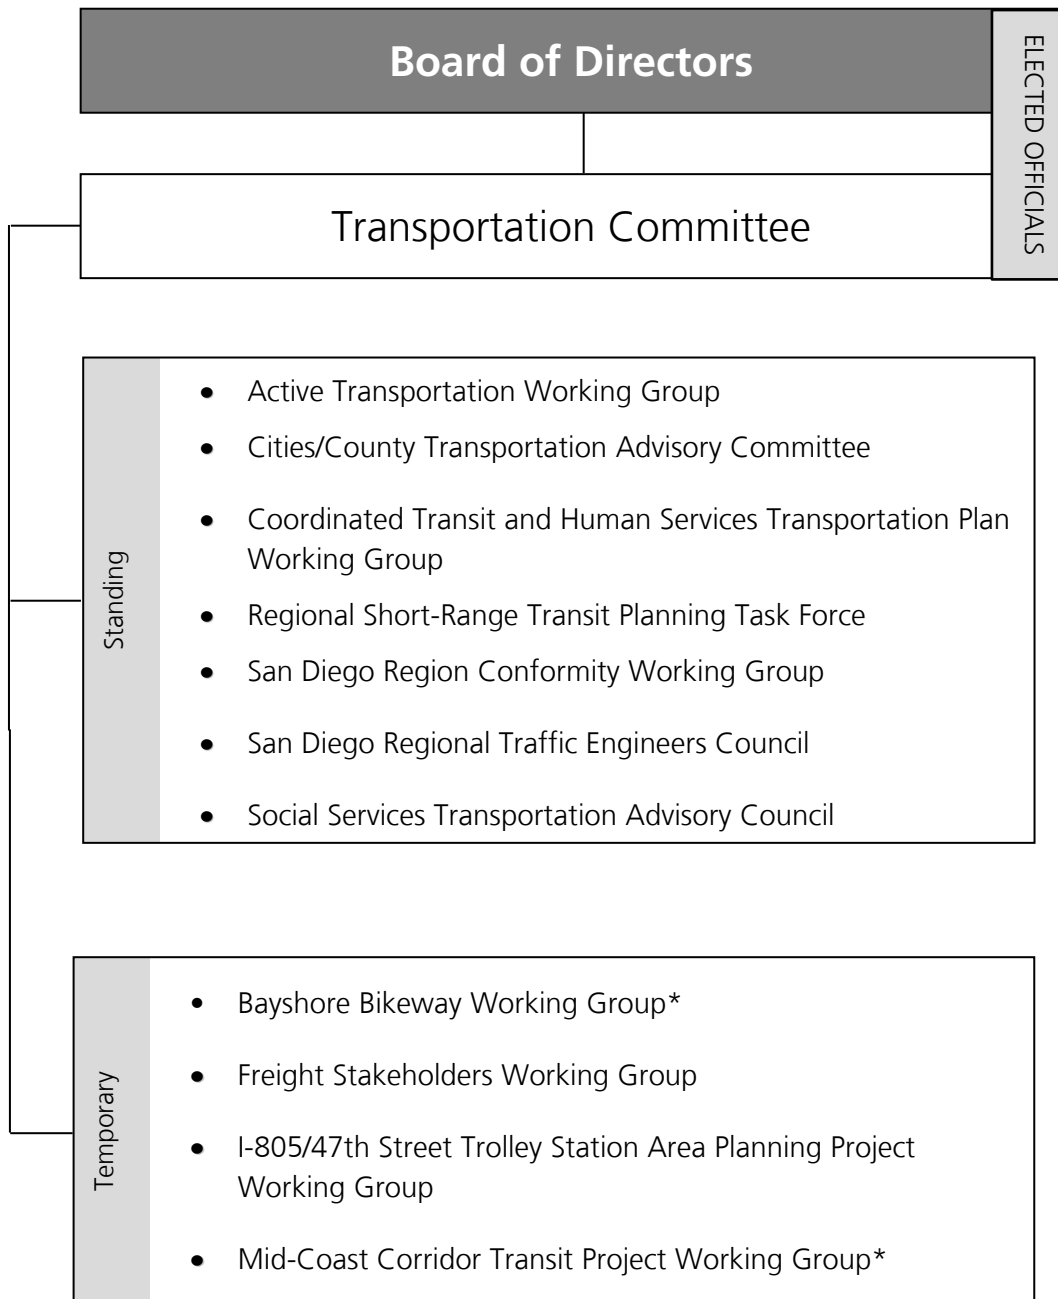 Board of Directors
ELECTED OFFICIALS
Transportation Committee
Standing
• Active Transportation Working Group
• Cities/County Transportation Advisory Committee
• Coordinated Transit and Human Services Transportation Plan
Working Group
• Regional Short-Range Transit Planning Task Force
• San Diego Region Conformity Working Group
• San Diego Regional Traffic Engineers Council
• Social Services Transportation Advisory Council
Temporary
• Bayshore Bikeway Working Group*
• Freight Stakeholders Working Group
• I-805/47th Street Trolley Station Area Planning Project
Working Group
• Mid-Coast Corridor Transit Project Working Group*